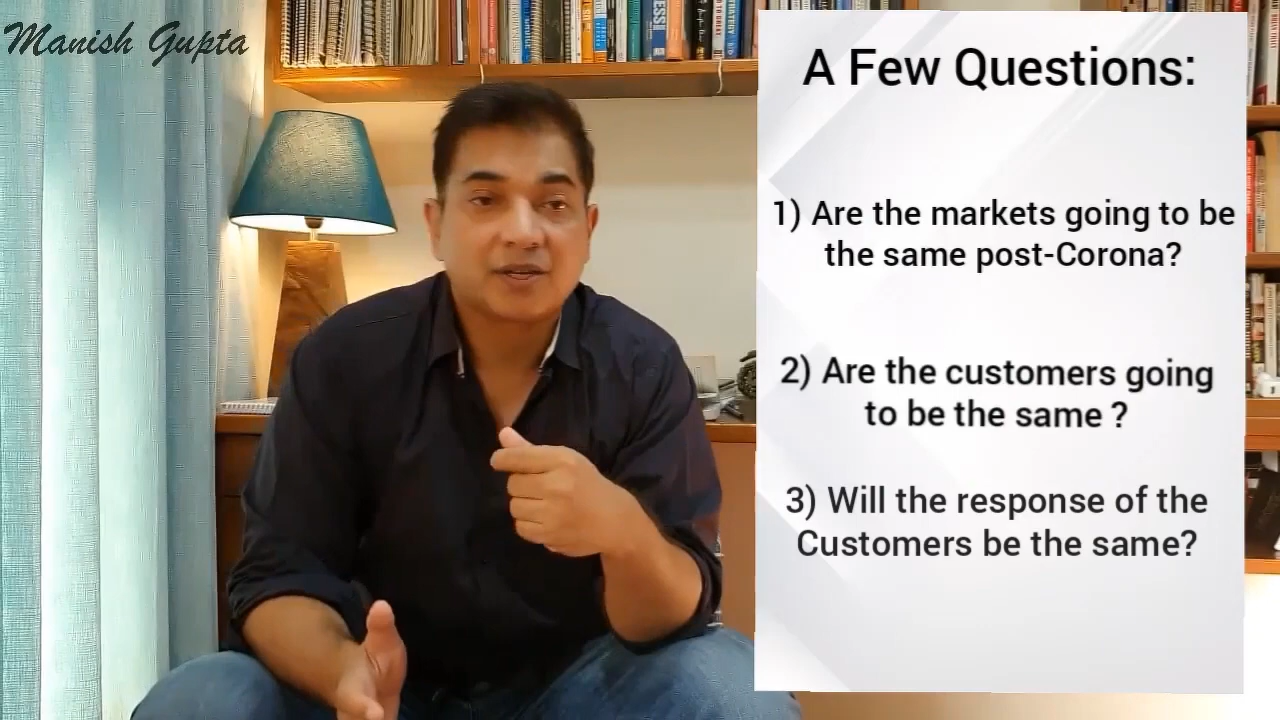 Manish Gupta
A Few Questions:
1) Are the markets going to be
the same post-Corona?
2) Are the customers going
to be the same ?
3) Will the response of the
Customers be the same?